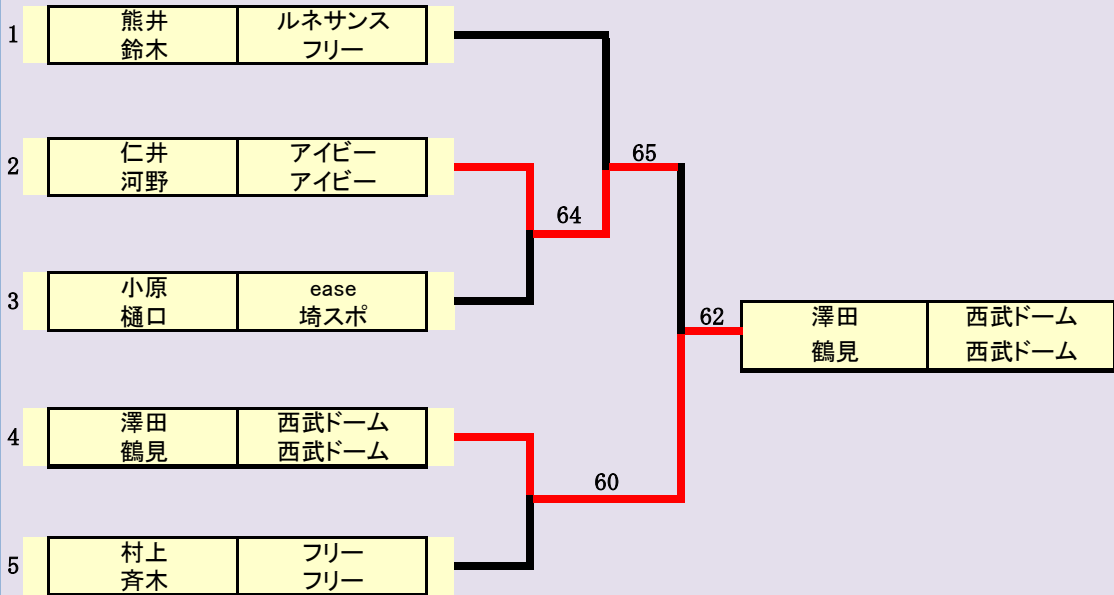 1 熊井 ルネサンス
鈴木 フリー
2 仁井 アイビー
河野 アイビー
65
64
3 小原 ease
樋口 埼スポ
62 澤田 西武ドーム
鶴見 西武ドーム
4 澤田 西武ドーム
鶴見 西武ドーム
60
5 村上 フリー
斉木 フリー